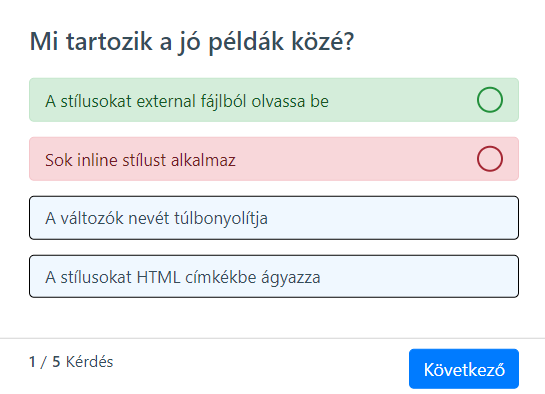 Mi tartozik a jó példák közé?
A stílusokat external fájlból olvassa be
Sok inline stílust alkalmaz
A változók nevét túlbonyolítja
A stílusokat HTML címkékbe ágyazza
1 / 5 Kérdés
Következő